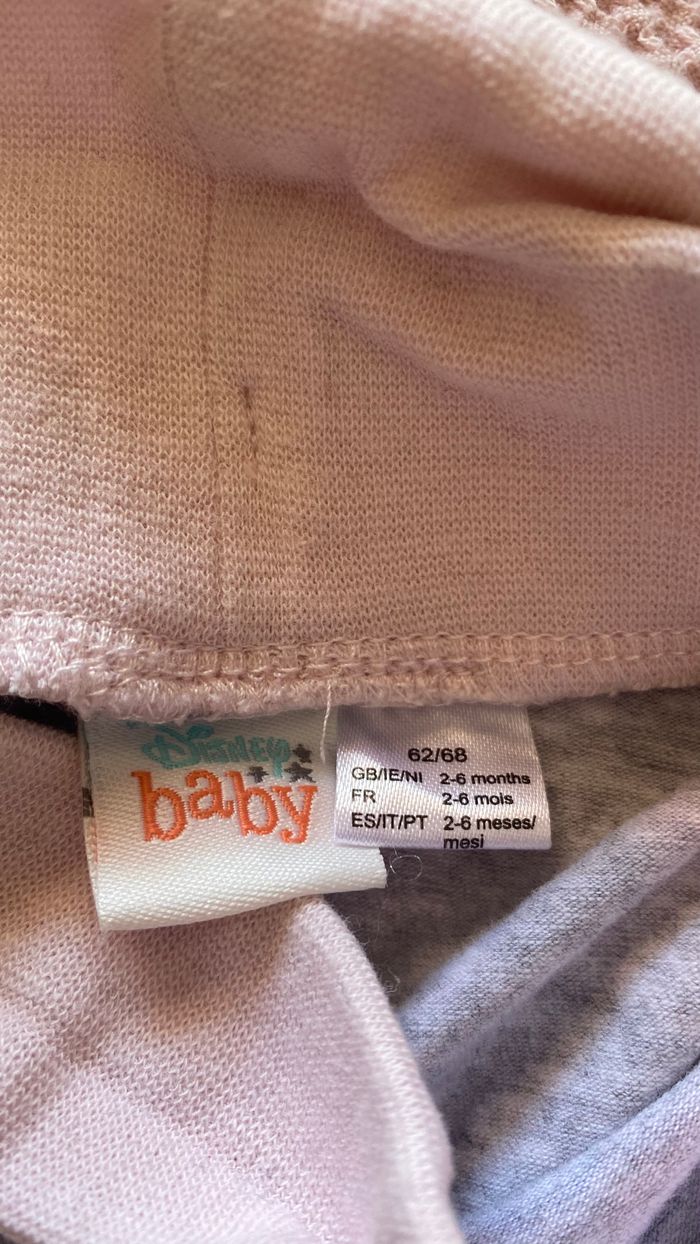 Disney
baby
62/68
GB/IE/NI 2-6 months
FR 2-6 mois
ES/IT/PT 2-6 meses/
mesi